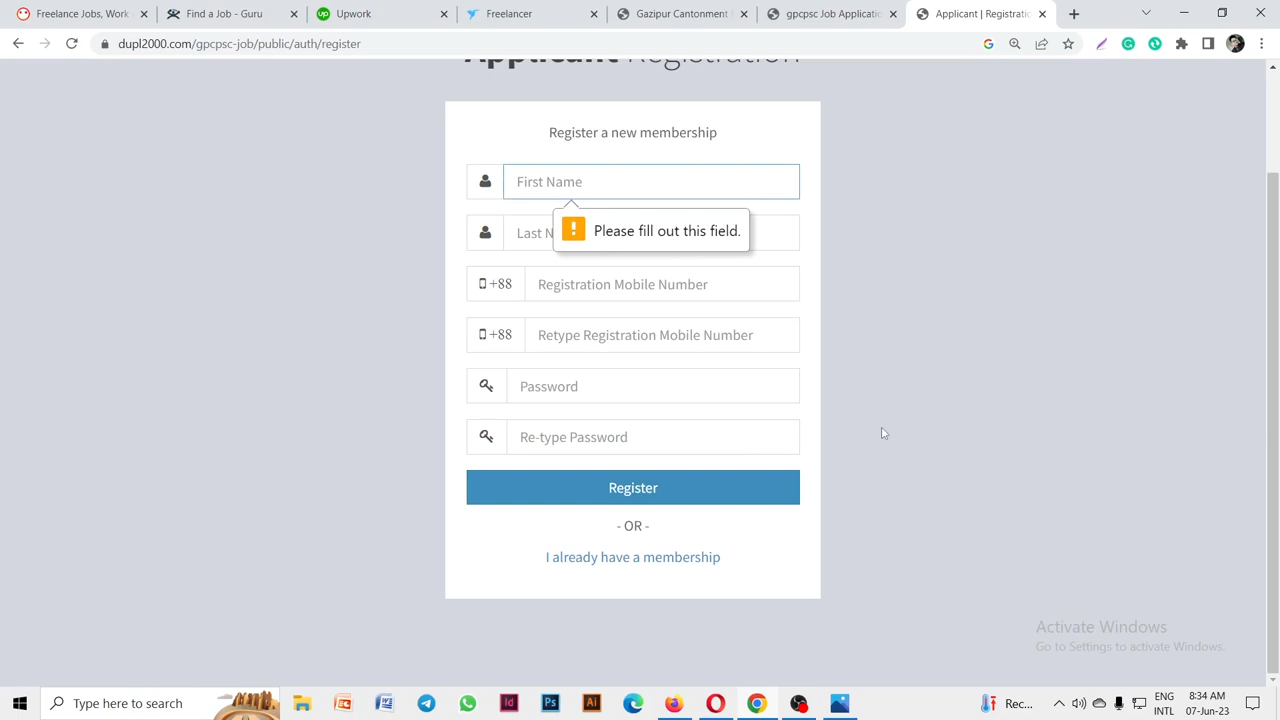 Freelance Jobs, Work
Find a Job - Guru
Upwork
Freelancer
Gazipur Cantonment
gpcpsc Job Applicatio
Applicant | Registratio
dupl2000.com/gpcpsc-job/public/auth/register
Applicant Registration
Register a new membership
First Name
Please fill out this field.
Last N
+88 Registration Mobile Number
+88 Retype Registration Mobile Number
Password
Re-type Password
Register
- OR -
I already have a membership
Activate Windows
Go to Settings to activate Windows.
Type here to search
Rec...
ENG
INTL
8:34 AM
07-Jun-23